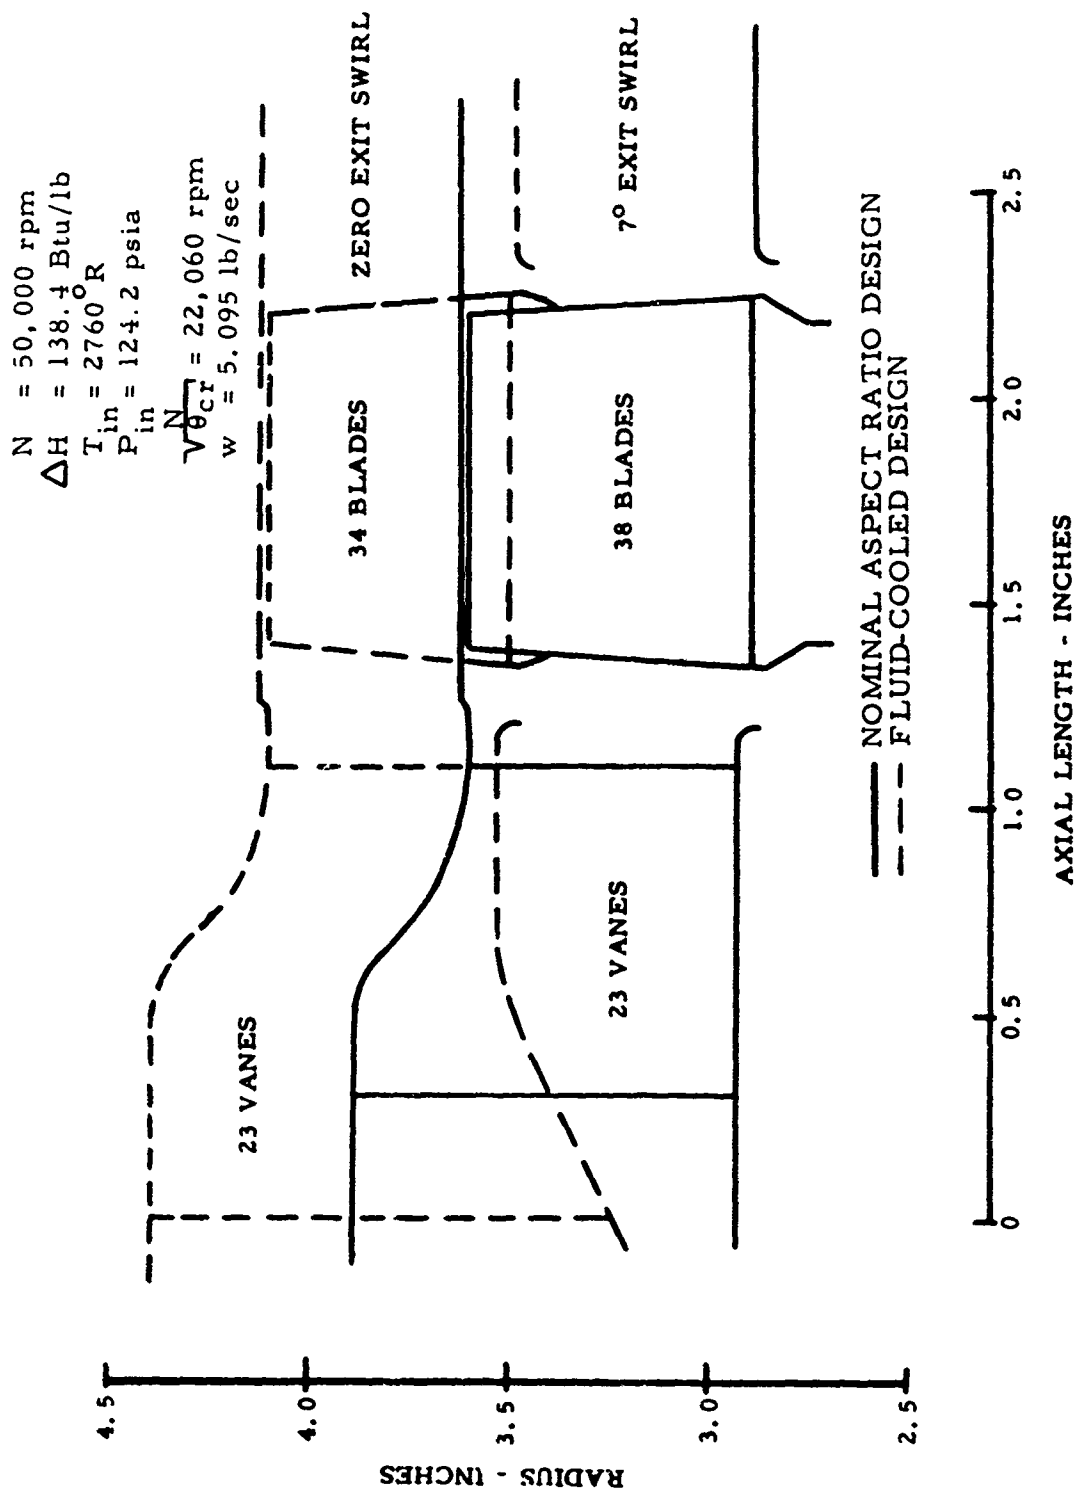 N = 50,000 rpm
ΔH = 138.4 Btu/lb
T_in = 2760°R
P_in = 124.2 psia
N/√θ_cr = 22,060 rpm
w = 5.095 lb/sec
ZERO EXIT SWIRL
7° EXIT SWIRL
34 BLADES
38 BLADES
23 VANES
23 VANES
NOMINAL ASPECT RATIO DESIGN
FLUID-COOLED DESIGN
4.5
4.0
3.5
3.0
2.5
RADIUS - INCHES
0
0.5
1.0
1.5
2.0
2.5
AXIAL LENGTH - INCHES